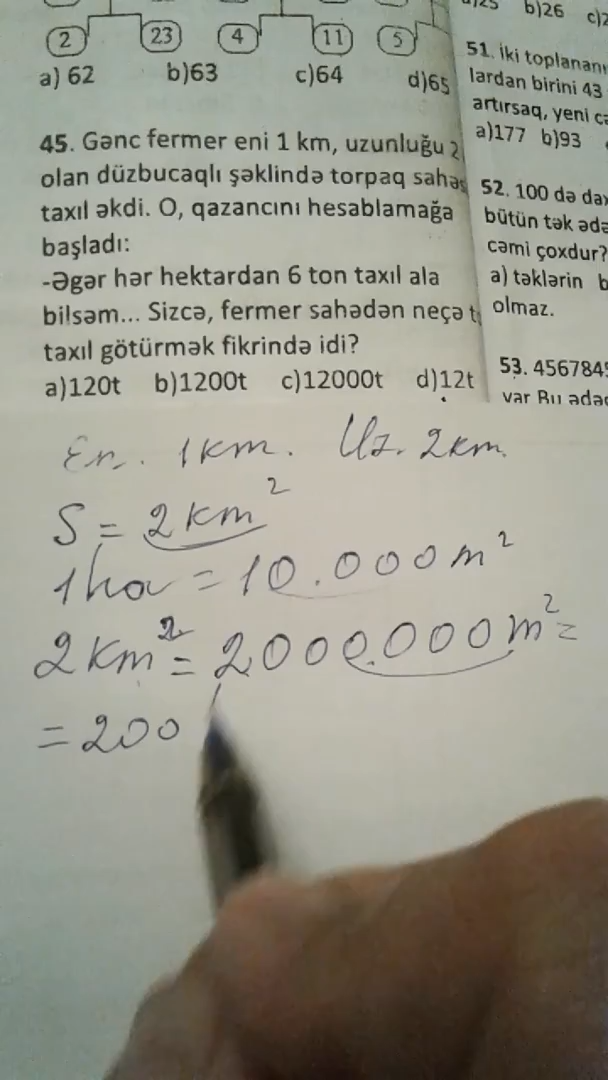 2 23 4 11 5
a) 62 b)63 c)64 d)65
45. Gənc fermer eni 1 km, uzunluğu 2
olan düzbucaqlı şəklində torpaq
taxıl əkdi. O, qazancını hesablamağa
başladı:
-Əgər hər hektardan 6 ton taxıl ala
bilsəm... Sizcə, fermer sahədən neçə
taxıl götürmək fikrində idi?
a)120t b)1200t c)12000t d)12t
b)26
51. İki
lardan birini 43
artırsaq, yeni
a)177 b)93
52. 100 də
bütün tək
cəmi çoxdur?
a) təklərin
olmaz.
53.
var
En. 1km. Uz. 2km.
S = 2km²
1ha = 10.000m²
2km² = 2000.000m² =
= 200